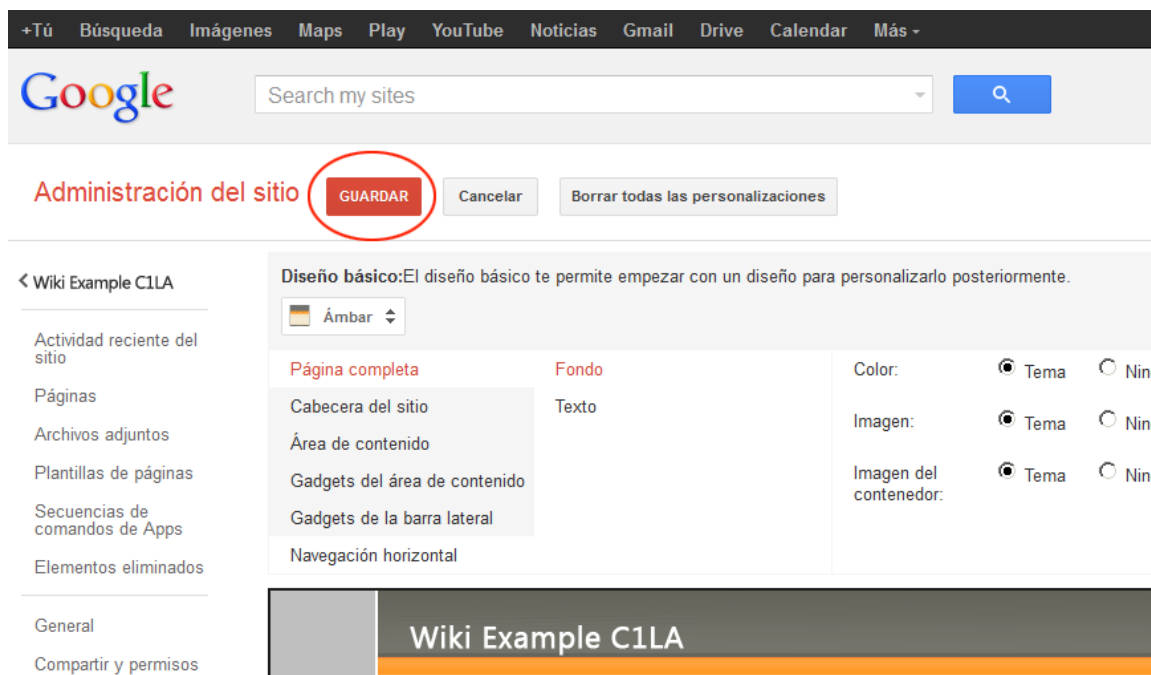 +Tú Búsqueda Imágenes Maps Play YouTube Noticias Gmail Drive Calendar Más
Google
Search my sites
Administración del sitio GUARDAR Cancelar Borrar todas las personalizaciones
Wiki Example C1LA
Actividad reciente del
sitio
Páginas
Archivos adjuntos
Plantillas de páginas
Secuencias de
comandos de Apps
Elementos eliminados
General
Compartir y permisos
Diseño básico:El diseño básico te permite empezar con un diseño para personalizarlo posteriormente.
Ámbar
Página completa
Cabecera del sitio
Área de contenido
Gadgets del área de contenido
Gadgets de la barra lateral
Navegación horizontal
Fondo
Texto
Color: Tema Nin
Imagen: Tema Nin
Imagen del
contenedor: Tema Nin
Wiki Example C1LA